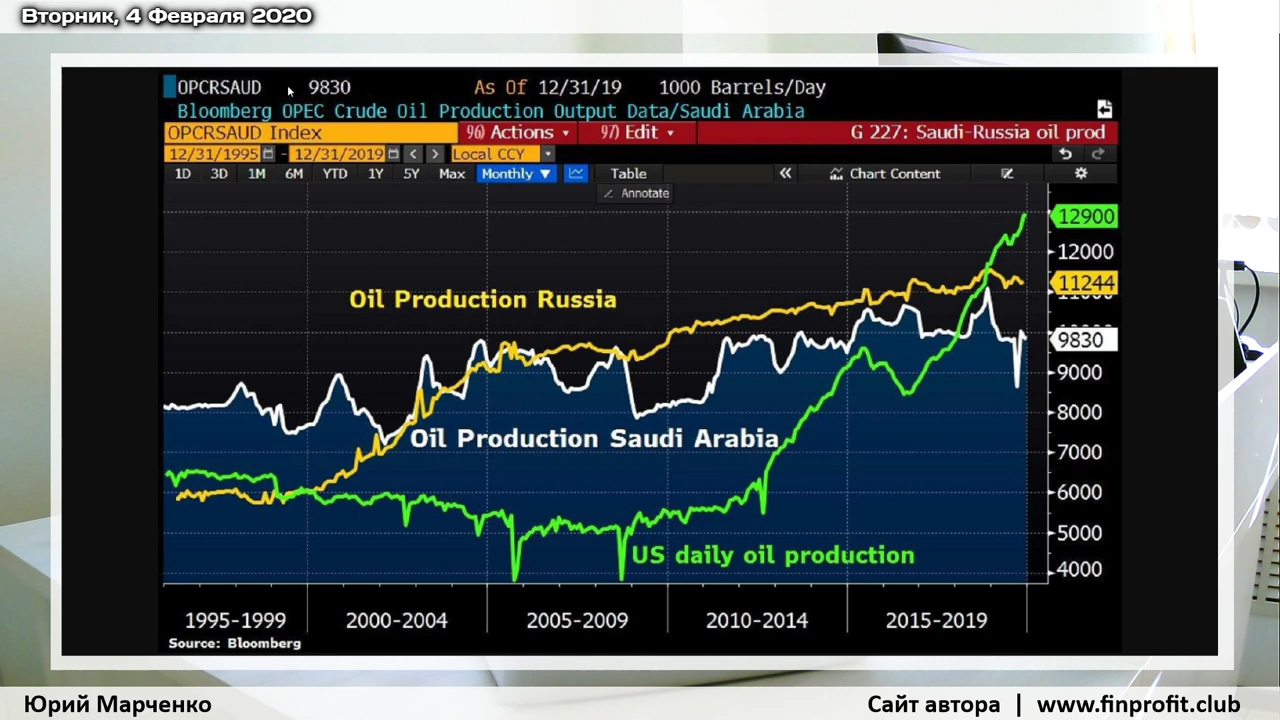 Вторник, 4 Февраля 2020
OPCRSAUD 9830 As Of 12/31/19 1000 Barrels/Day
Bloomberg OPEC Crude Oil Production Output Data/Saudi Arabia
OPCRSAUD Index 96) Actions 97) Edit G 227: Saudi-Russia oil prod
12/31/1995 - 12/31/2019 Local CCY
1D 3D 1M 6M YTD 1Y 5Y Max Monthly Table Chart Content
Annotate
12900
12000
Oil Production Russia
11244
11000
9830
9000
8000
Oil Production Saudi Arabia
7000
6000
5000
US daily oil production
4000
1995-1999 2000-2004 2005-2009 2010-2014 2015-2019
Source: Bloomberg
Юрий Марченко Сайт автора | www.finprofit.club